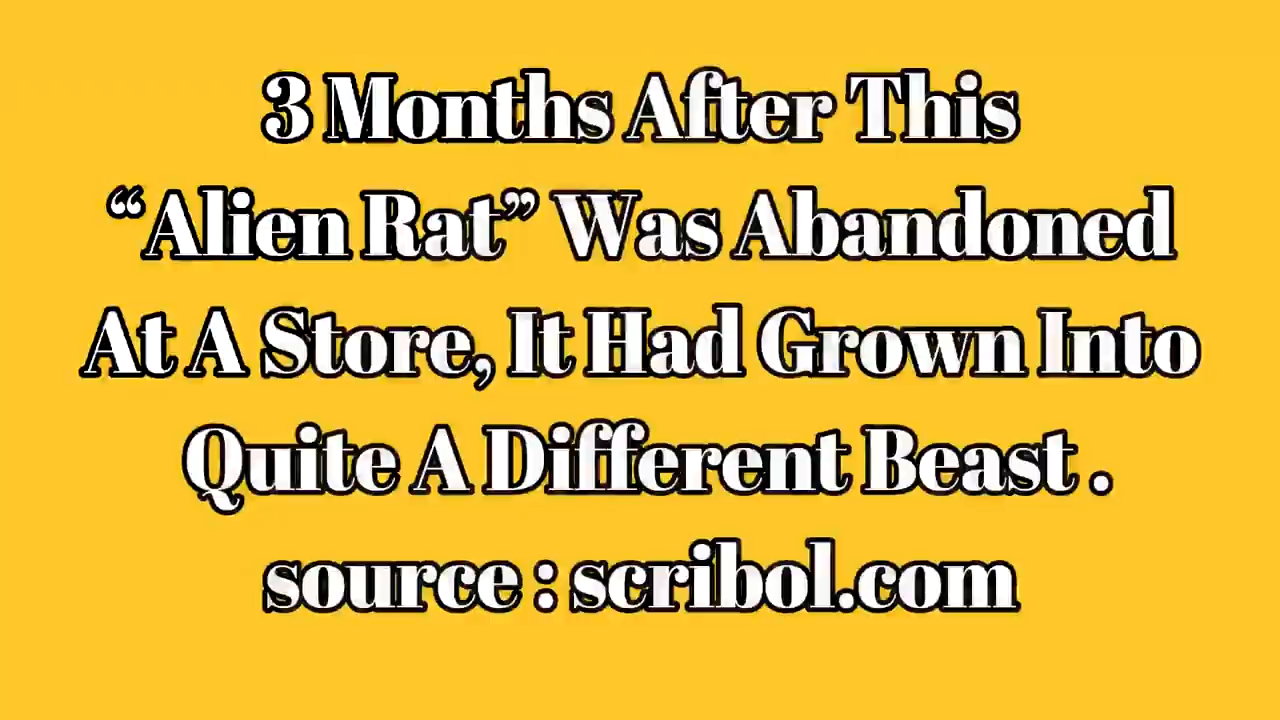 3 Months After This
“Alien Rat” Was Abandoned
At A Store, It Had Grown Into
Quite A Different Beast .
source : scribol.com